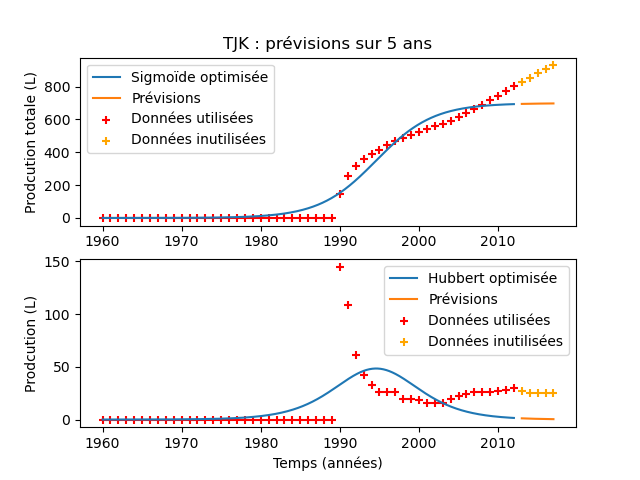 TJK : prévisions sur 5 ans
Prodcution totale (L)
800
600
400
200
0
Sigmoïde optimisée
Prévisions
Données utilisées
Données inutilisées
1960 1970 1980 1990 2000 2010
Prodcution (L)
150
100
50
0
Hubbert optimisée
Prévisions
Données utilisées
Données inutilisées
1960 1970 1980 1990 2000 2010
Temps (années)